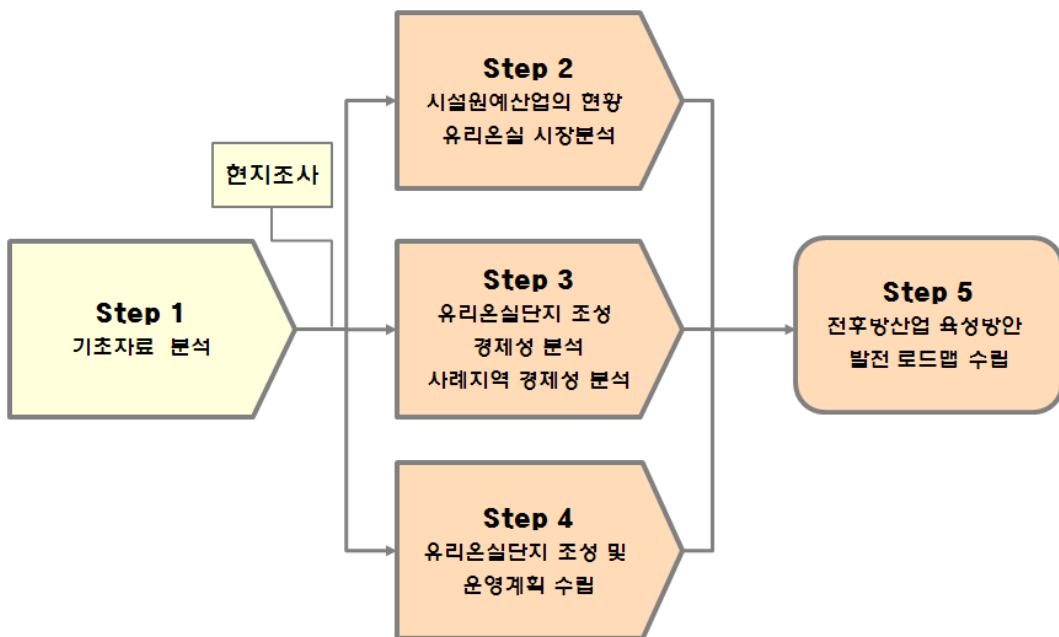 Step 1
기초자료 분석
현지조사
Step 2
시설원예산업의 현황
유리온실 시장분석
Step 3
유리온실단지 조성
경제성 분석
사례지역 경제성 분석
Step 4
유리온실단지 조성 및
운영계획 수립
Step 5
전후방산업 육성방안
발전 로드맵 수립